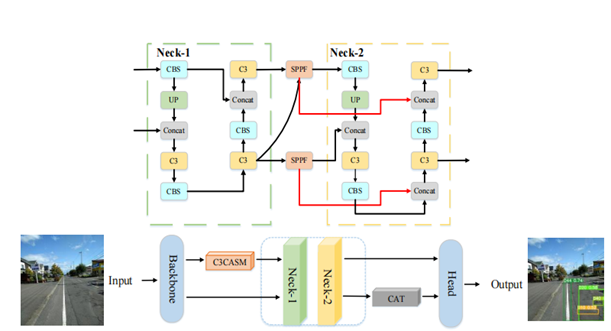 Neck-1
Neck-2
CBS
C3
SPPF
CBS
C3
UP
Concat
UP
Concat
Concat
CBS
Concat
CBS
C3
C3
SPPF
C3
C3
CBS
CBS
Concat
Input
Backbone
C3CASM
Neck-1
Neck-2
CAT
Head
Output